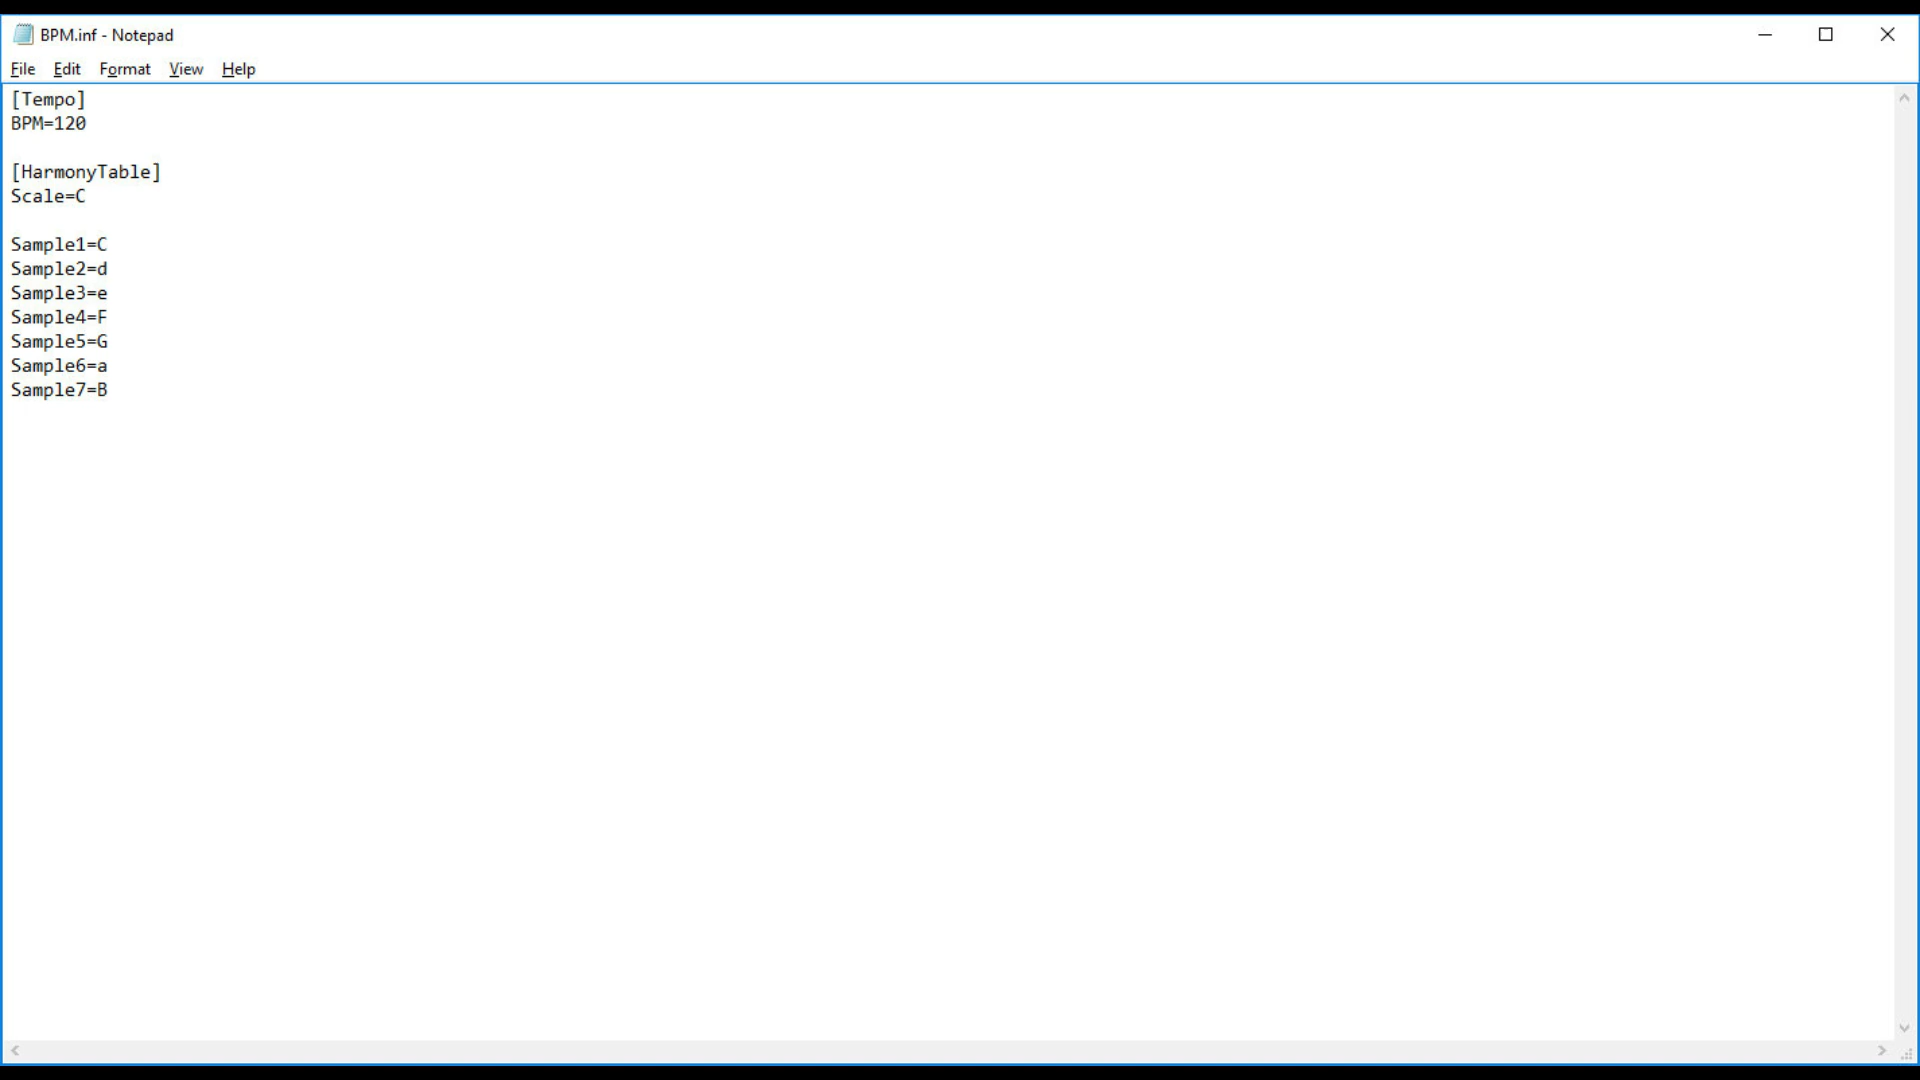 BPM.inf - Notepad
File Edit Format View Help
[Tempo]
BPM=120
[HarmonyTable]
Scale=C
Sample1=C
Sample2=d
Sample3=e
Sample4=F
Sample5=G
Sample6=a
Sample7=B